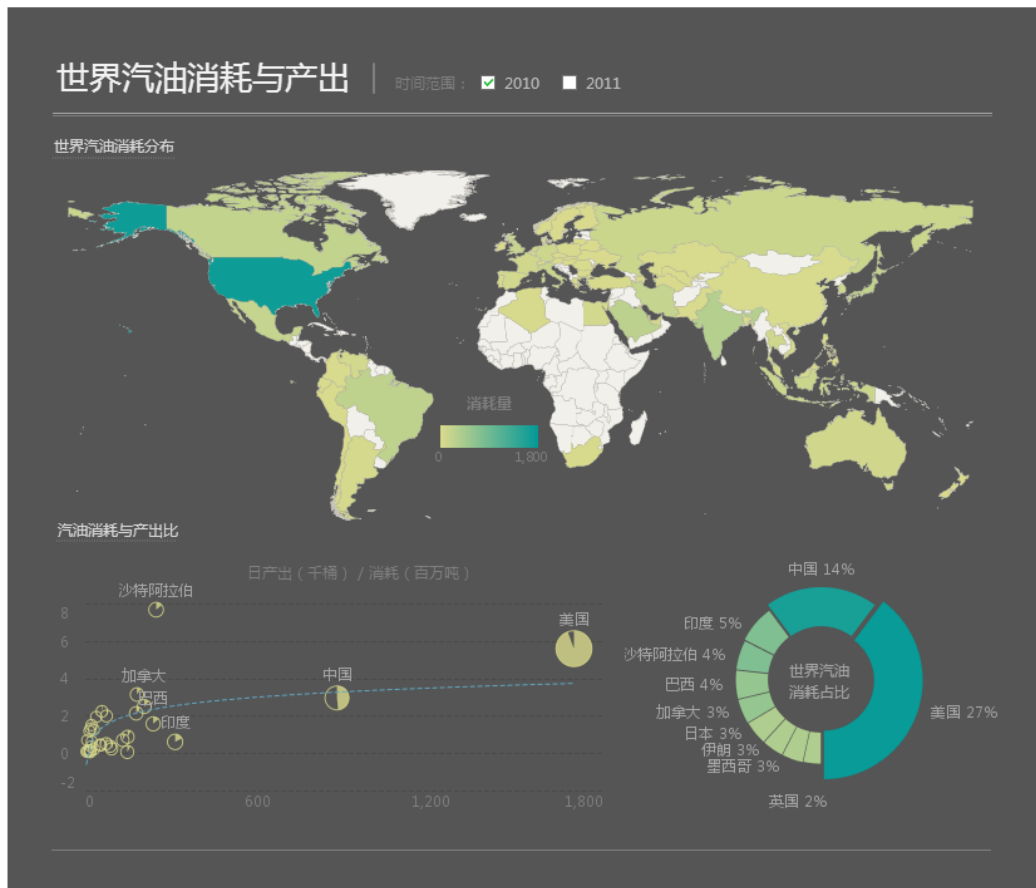 世界汽油消耗与产出
时间范围： 2010 2011
世界汽油消耗分布
消耗量
0 1,800
汽油消耗与产出比
日产出（千桶）/ 消耗（百万吨）
沙特阿拉伯
美国
加拿大
中国
巴西
印度
8
6
4
2
0
-2
0 600 1,200 1,800
中国 14%
印度 5%
沙特阿拉伯 4%
巴西 4%
加拿大 3%
日本 3%
伊朗 3%
墨西哥 3%
英国 2%
美国 27%
世界汽油
消耗占比